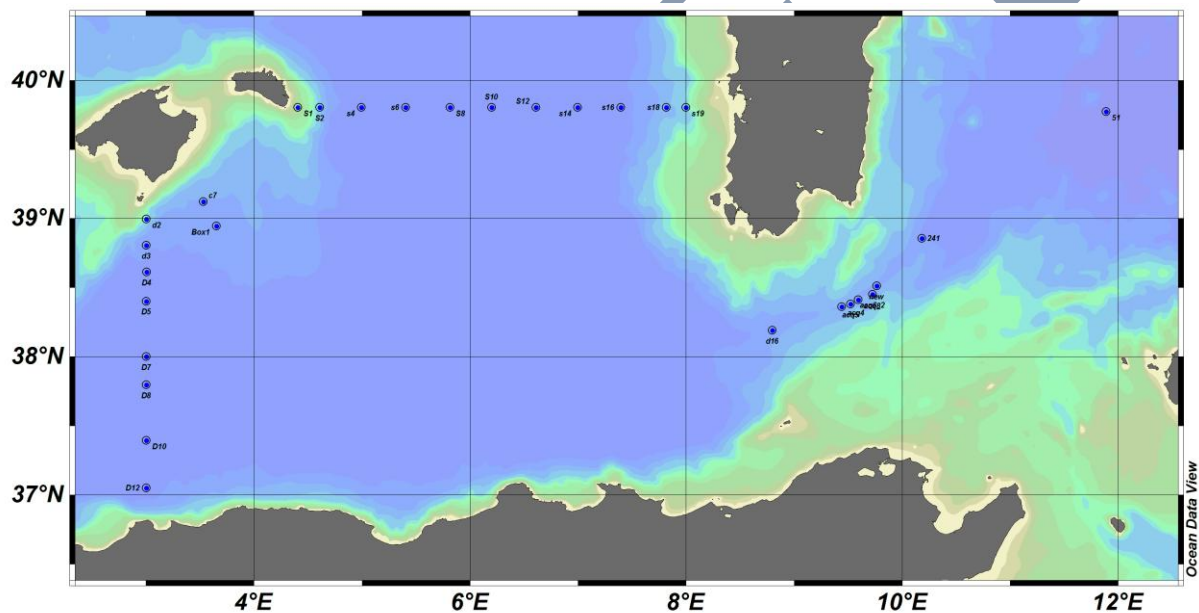 40°N
S1
S2
s4
s6
S8
S10
S12
s14
s16
s18
s19
51
39°N
c7
d2
Box1
241
d3
D4
D5
acq4
d16
38°N
D7
D8
D10
37°N
D12
4°E
6°E
8°E
10°E
12°E
Ocean Data View